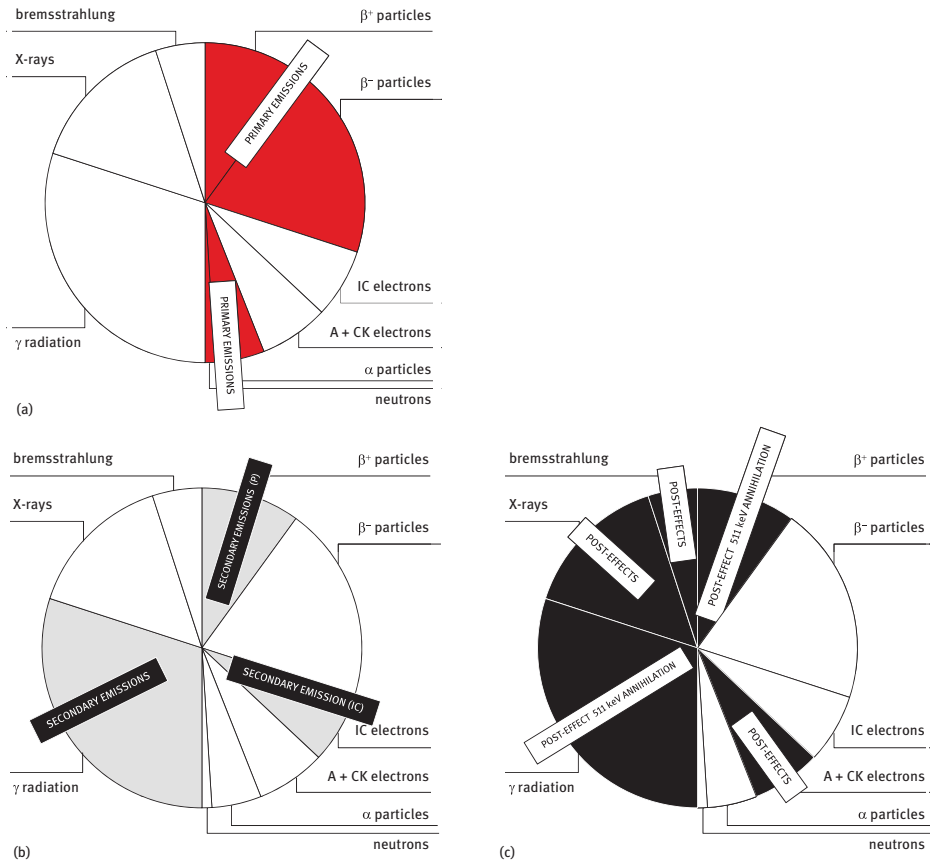 bremsstrahlung
β⁺ particles
X-rays
β⁻ particles
PRIMARY EMISSIONS
IC electrons
A + CK electrons
γ radiation
PRIMARY EMISSIONS
α particles
neutrons
(a)
bremsstrahlung
β⁺ particles
X-rays
β⁻ particles
SECONDARY EMISSIONS (P)
SECONDARY EMISSIONS
SECONDARY EMISSION (IC)
IC electrons
A + CK electrons
γ radiation
α particles
neutrons
(b)
bremsstrahlung
β⁺ particles
X-rays
β⁻ particles
POST-EFFECTS
POST-EFFECTS
POST-EFFECT 511 keV ANNIHILATION
POST-EFFECT 511 keV ANNIHILATION
POST-EFFECTS
IC electrons
A + CK electrons
γ radiation
α particles
neutrons
(c)